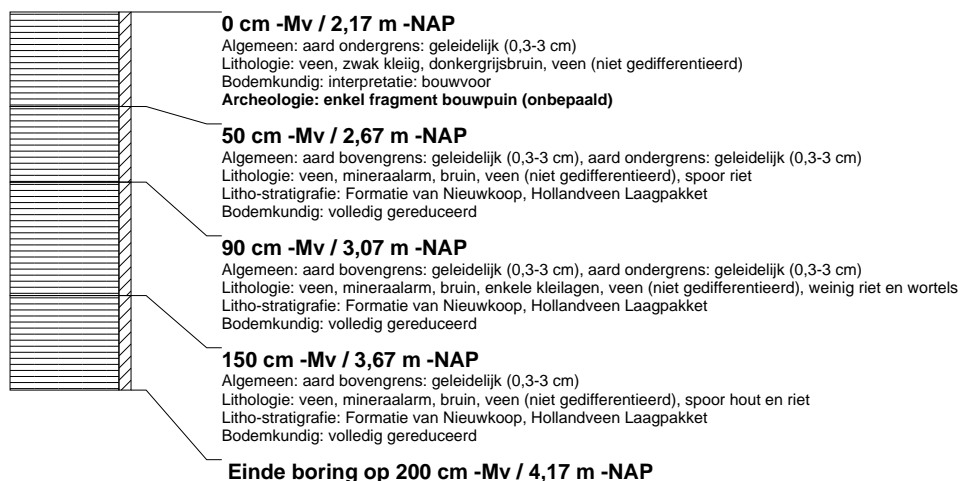 0 cm -Mv / 2,17 m -NAP
Algemeen: aard ondergrens: geleidelijk (0,3-3 cm)
Lithologie: veen, zwak kleiig, donkergrijsbruin, veen (niet gedifferentieerd)
Bodemkundig: interpretatie: bouwvoor
Archeologie: enkel fragment bouwpuin (onbepaald)
50 cm -Mv / 2,67 m -NAP
Algemeen: aard bovengrens: geleidelijk (0,3-3 cm), aard ondergrens: geleidelijk (0,3-3 cm)
Lithologie: veen, mineraalarm, bruin, veen (niet gedifferentieerd), spoor riet
Litho-stratigrafie: Formatie van Nieuwkoop, Hollandveen Laagpakket
Bodemkundig: volledig gereduceerd
90 cm -Mv / 3,07 m -NAP
Algemeen: aard bovengrens: geleidelijk (0,3-3 cm), aard ondergrens: geleidelijk (0,3-3 cm)
Lithologie: veen, mineraalarm, bruin, enkele kleilagen, veen (niet gedifferentieerd), weinig riet en wortels
Litho-stratigrafie: Formatie van Nieuwkoop, Hollandveen Laagpakket
Bodemkundig: volledig gereduceerd
150 cm -Mv / 3,67 m -NAP
Algemeen: aard bovengrens: geleidelijk (0,3-3 cm)
Lithologie: veen, mineraalarm, bruin, veen (niet gedifferentieerd), spoor hout en riet
Litho-stratigrafie: Formatie van Nieuwkoop, Hollandveen Laagpakket
Bodemkundig: volledig gereduceerd
Einde boring op 200 cm -Mv / 4,17 m -NAP